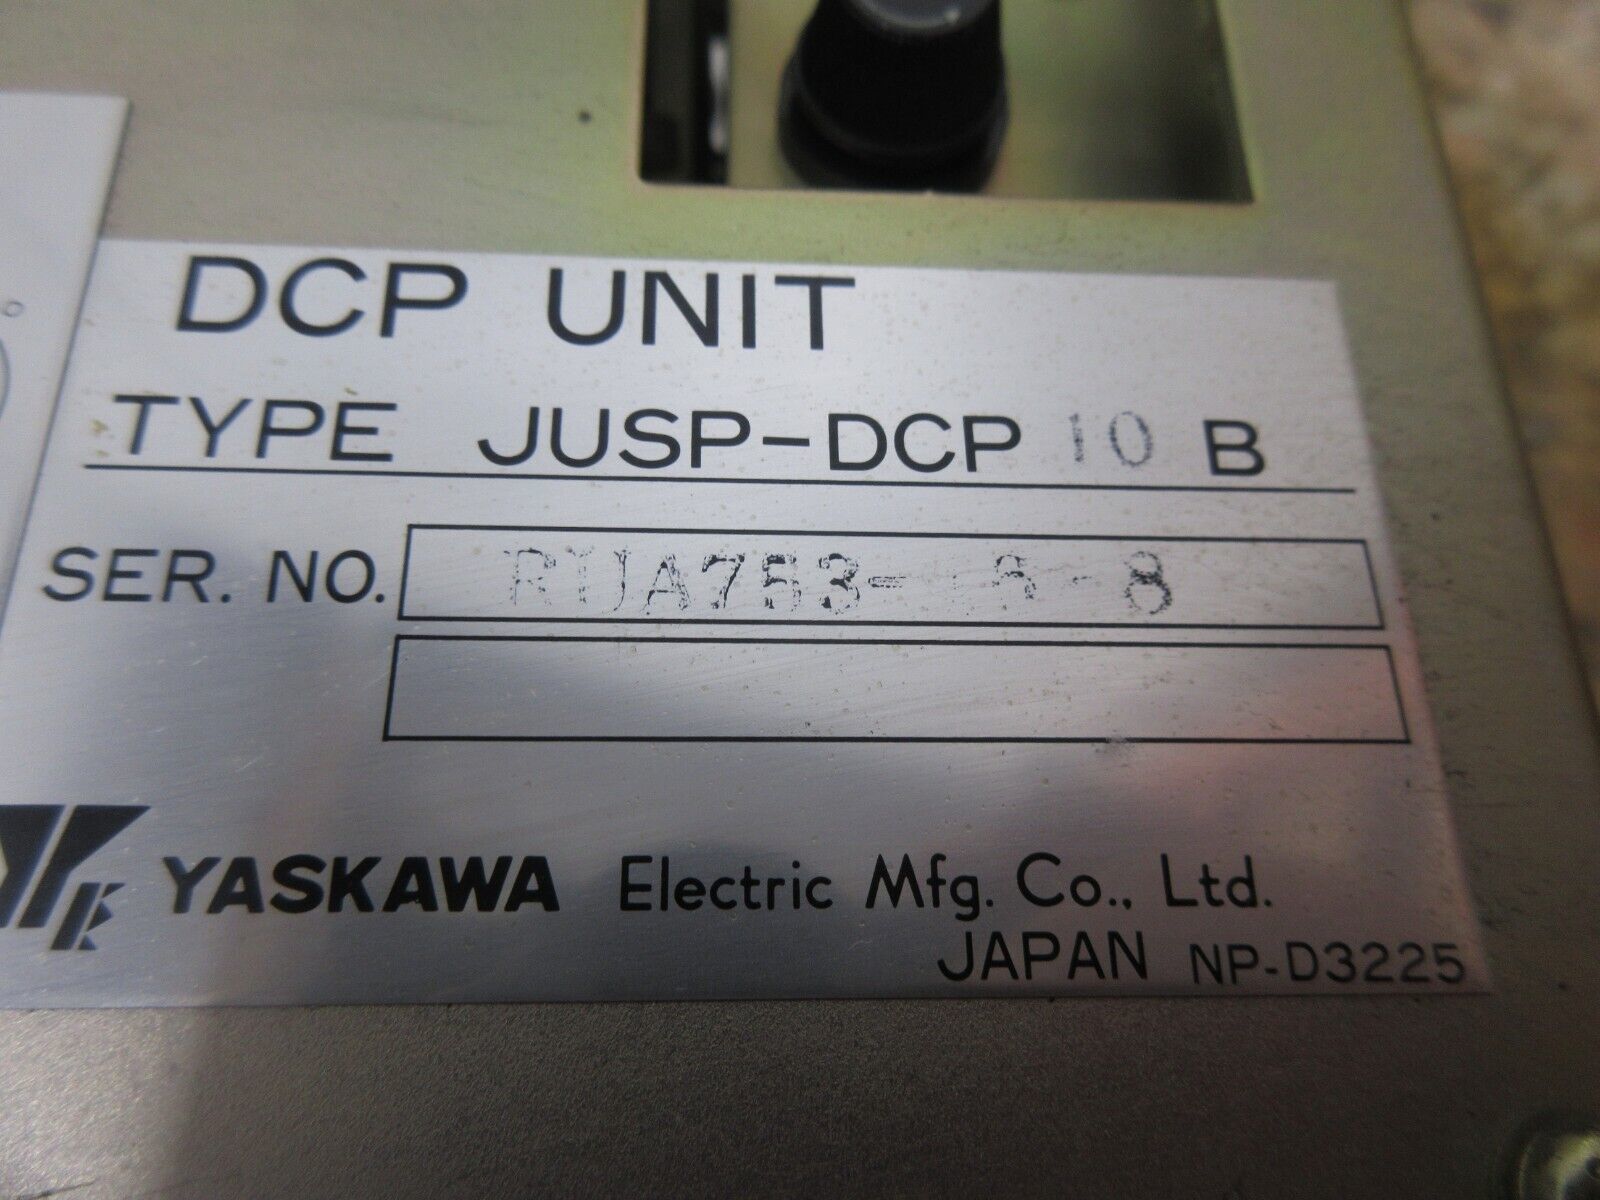 DCP UNIT
TYPE JUSP-DCP 10 B
SER. NO.
YASKAWA Electric Mfg. Co., Ltd.
JAPAN NP-D3225